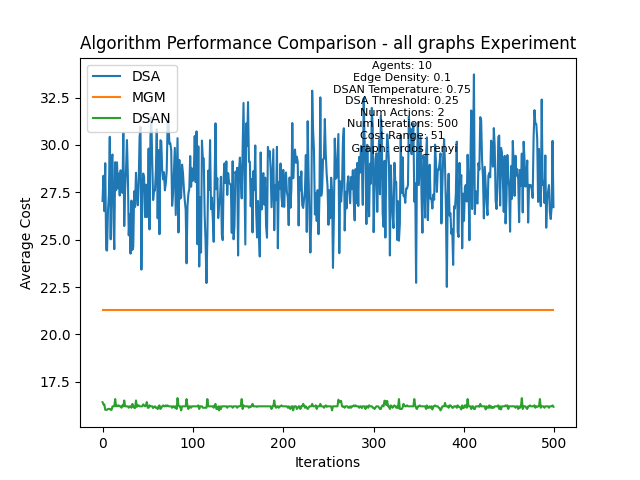 Algorithm Performance Comparison - all graphs Experiment
DSA
MGM
DSAN
Agents: 10
Edge Density: 0.1
DSAN Temperature: 0.75
DSA Threshold: 0.25
Num Actions: 2
Num Iterations: 500
Cost Range: 51
Graph: erdos_renyi
Average Cost
32.5
30.0
27.5
25.0
22.5
20.0
17.5
0
100
200
300
400
500
Iterations